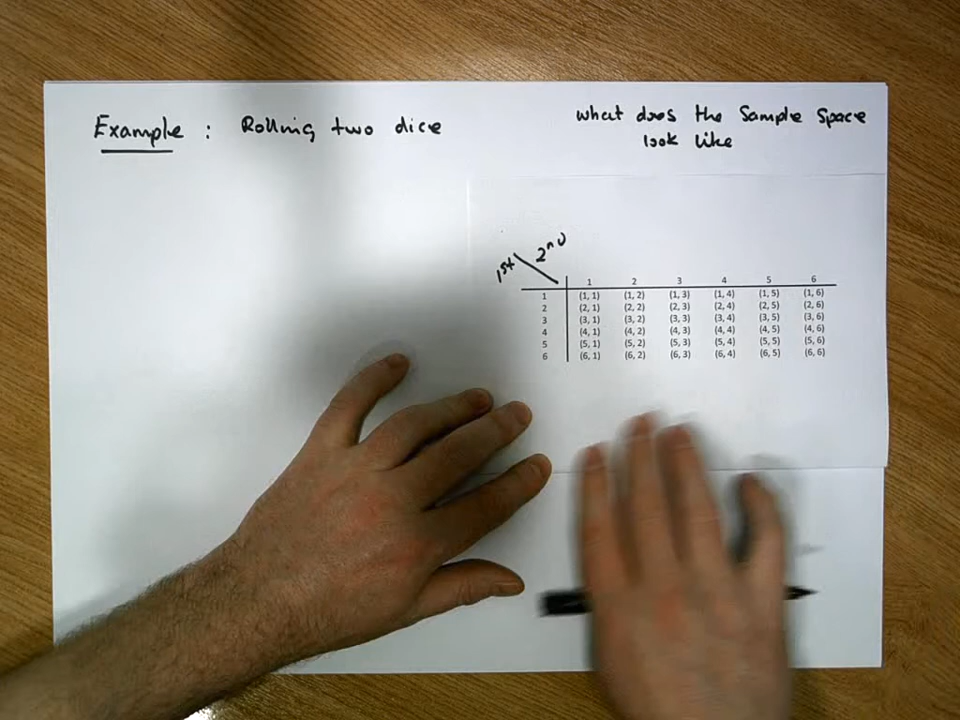 Example : Rolling two dice
what does the Sample Space
look like
1st 2nd
1 2 3 4 5 6
1 (1, 1) (1, 2) (1, 3) (1, 4) (1, 5) (1, 6)
2 (2, 1) (2, 2) (2, 3) (2, 4) (2, 5) (2, 6)
3 (3, 1) (3, 2) (3, 3) (3, 4) (3, 5) (3, 6)
4 (4, 1) (4, 2) (4, 3) (4, 4) (4, 5) (4, 6)
5 (5, 1) (5, 2) (5, 3) (5, 4) (5, 5) (5, 6)
6 (6, 1) (6, 2) (6, 3) (6, 4) (6, 5) (6, 6)